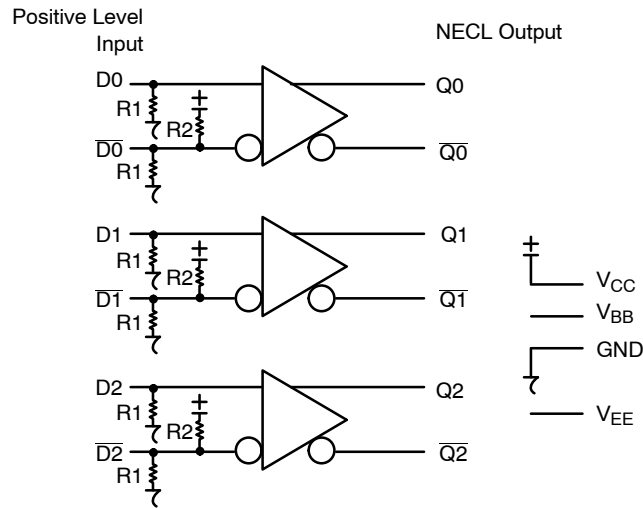 Positive Level
Input
NECL Output
D0
Q0
R1
R2
D̅0̅
Q̅0̅
R1
D1
Q1
R1
R2
D̅1̅
Q̅1̅
R1
VCC
VBB
GND
VEE
D2
Q2
R1
R2
D̅2̅
Q̅2̅
R1